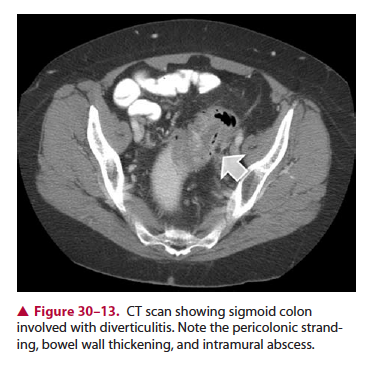 ▲ Figure 30–13. CT scan showing sigmoid colon
involved with diverticulitis. Note the pericolonic strand-
ing, bowel wall thickening, and intramural abscess.